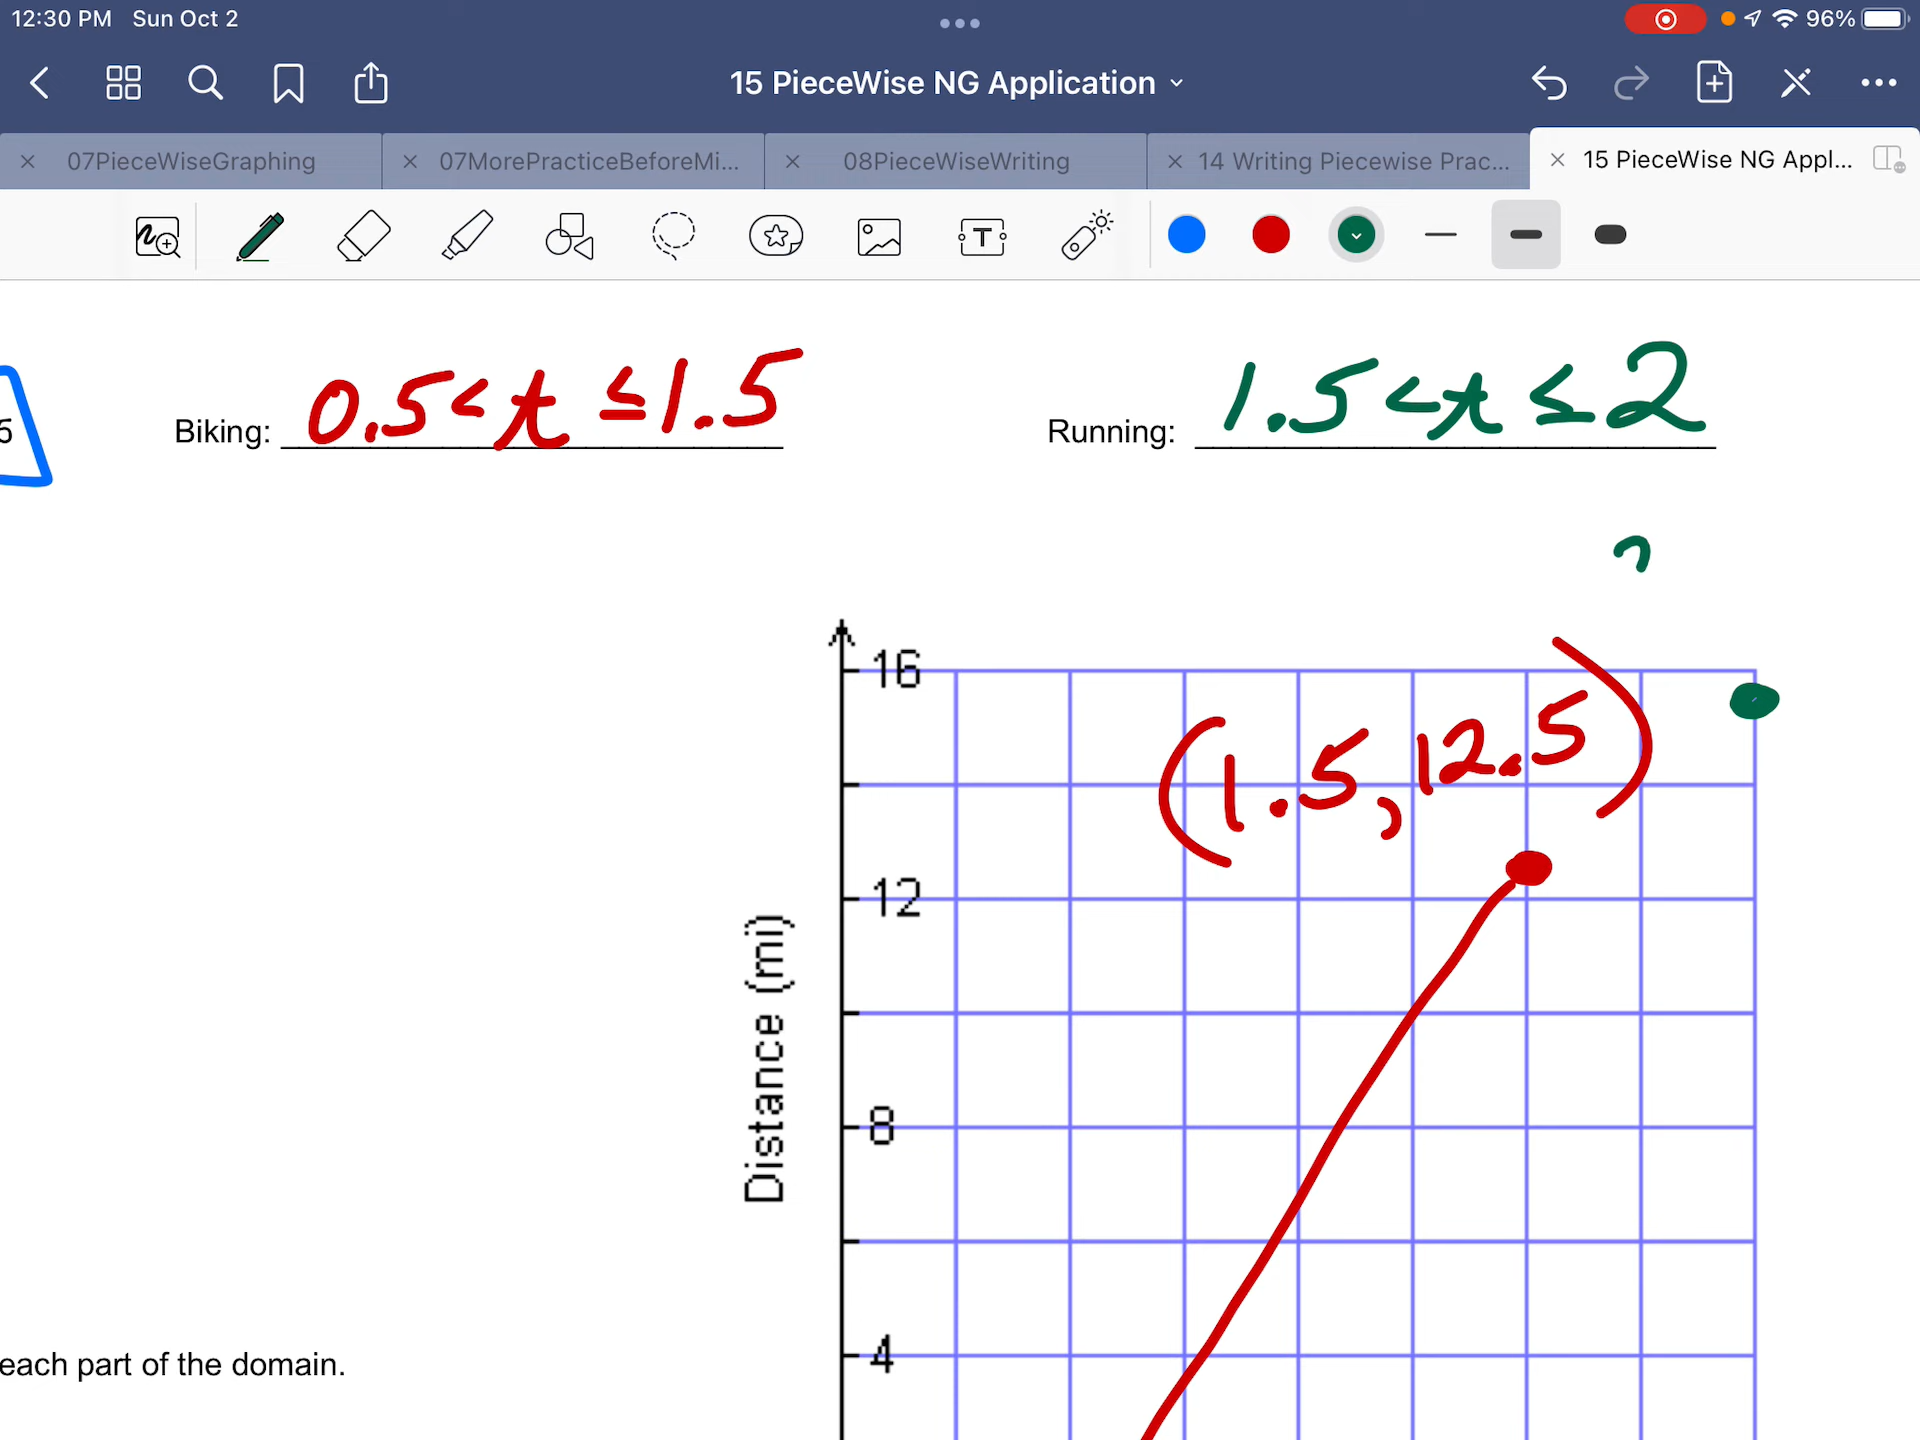 12:30 PM Sun Oct 2
96%
15 PieceWise NG Application
07PieceWiseGraphing
07MorePracticeBeforeMi...
08PieceWiseWriting
14 Writing Piecewise Prac...
15 PieceWise NG Appl...
5
Biking: 0.5 < t ≤ 1.5
Running: 1.5 < t ≤ 2
16
(1.5, 12.5)
12
Distance (mi)
8
4
each part of the domain.